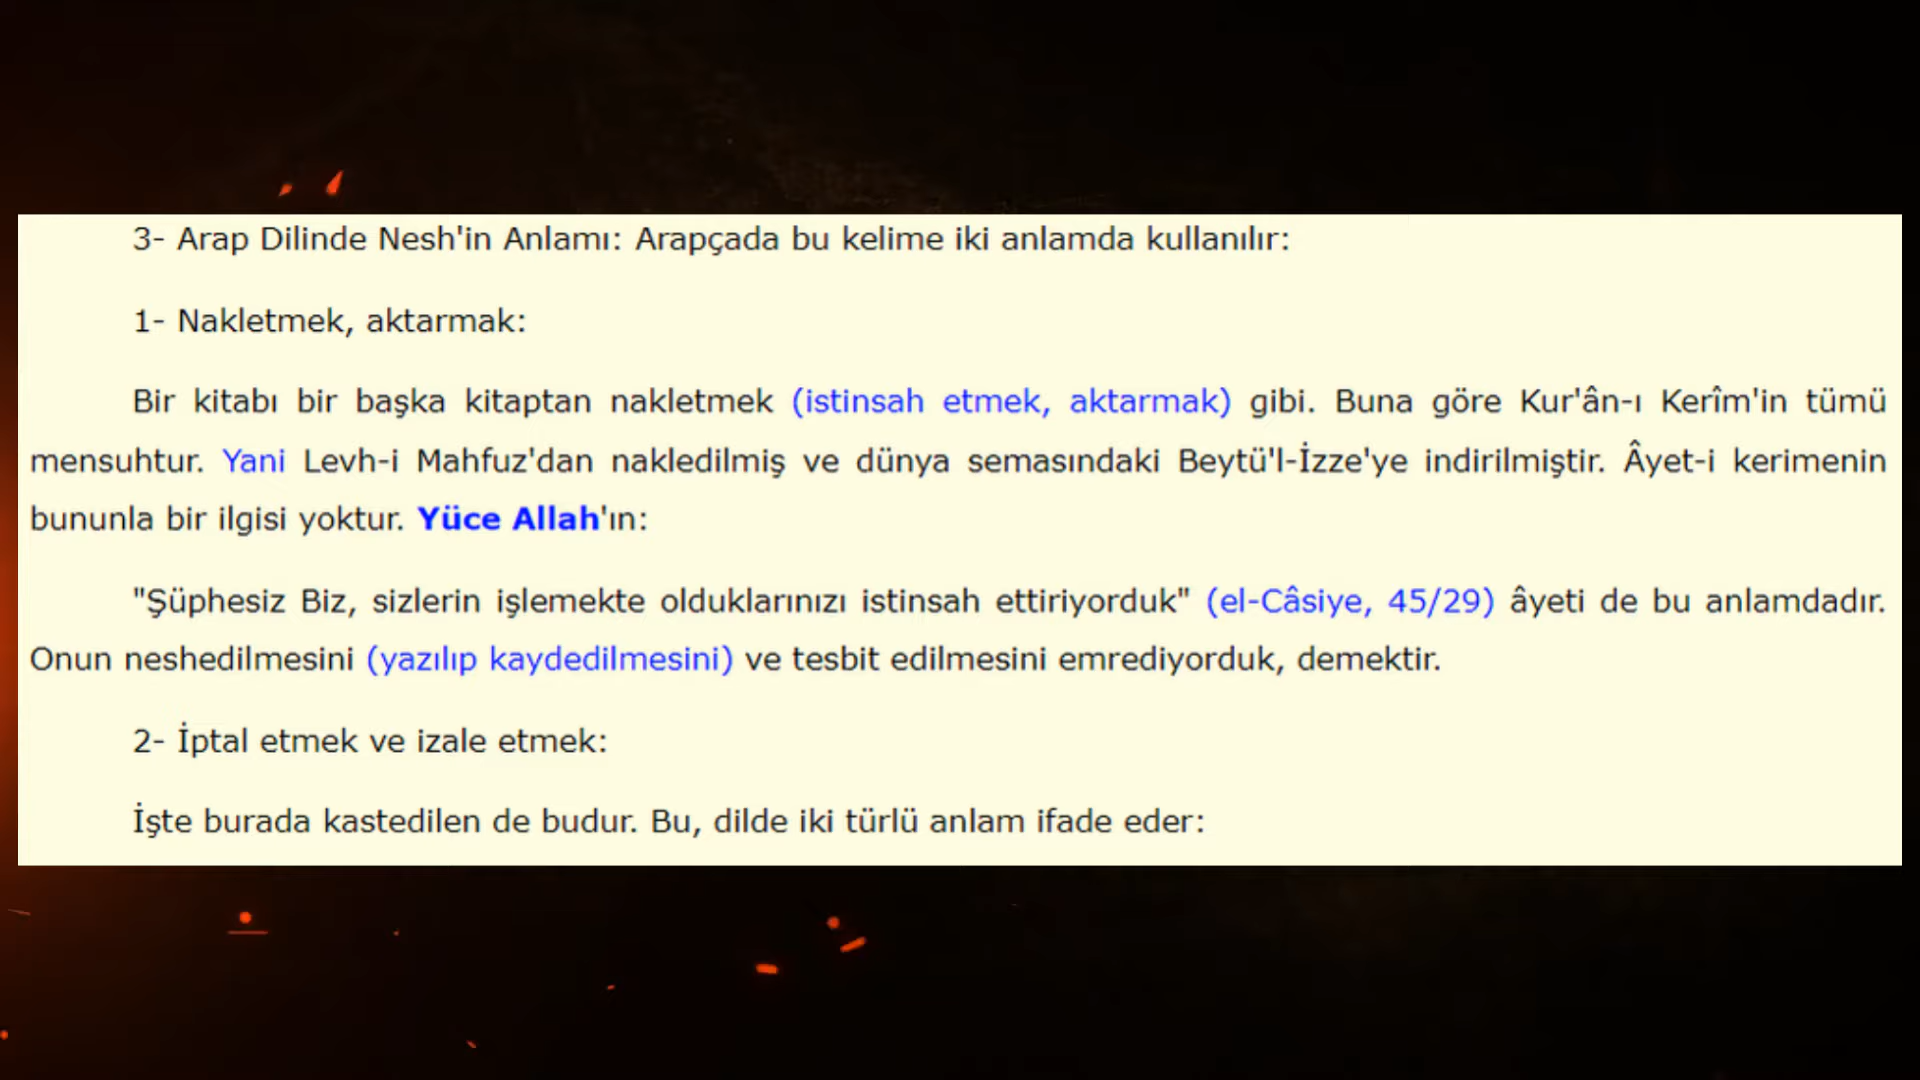 3- Arap Dilinde Nesh'in Anlamı: Arapçada bu kelime iki anlamda kullanılır:
1- Nakletmek, aktarmak:
Bir kitabı bir başka kitaptan nakletmek (istinsah etmek, aktarmak) gibi. Buna göre Kur'ân-ı Kerîm'in tümü
mensuhtur. Yani Levh-i Mahfuz'dan nakledilmiş ve dünya semasındaki Beytü'l-İzze'ye indirilmiştir. Âyet-i kerimenin
bununla bir ilgisi yoktur. Yüce Allah'ın:
"Şüphesiz Biz, sizlerin işlemekte olduklarınızı istinsah ettiriyorduk" (el-Câsiye, 45/29) âyeti de bu anlamdadır.
Onun neshedilmesini (yazılıp kaydedilmesini) ve tesbit edilmesini emrediyorduk, demektir.
2- İptal etmek ve izale etmek:
İşte burada kastedilen de budur. Bu, dilde iki türlü anlam ifade eder: